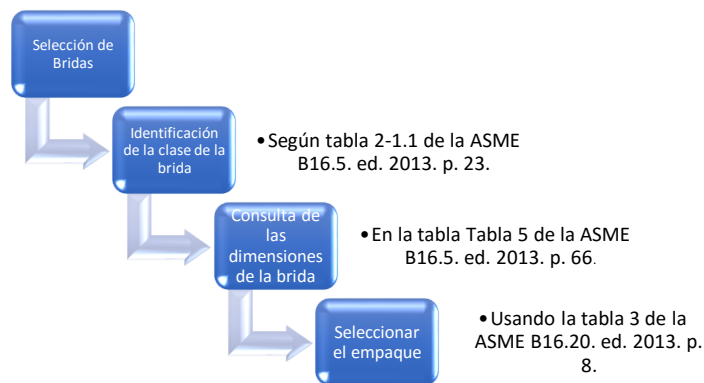 Selección de
Bridas
Identificación
de la clase de la
brida
•Según tabla 2-1.1 de la ASME
B16.5. ed. 2013. p. 23.
Consulta de
las
dimensiones
de la brida
•En la tabla Tabla 5 de la ASME
B16.5. ed. 2013. p. 66.
Seleccionar
el empaque
•Usando la tabla 3 de la
ASME B16.20. ed. 2013. p.
8.